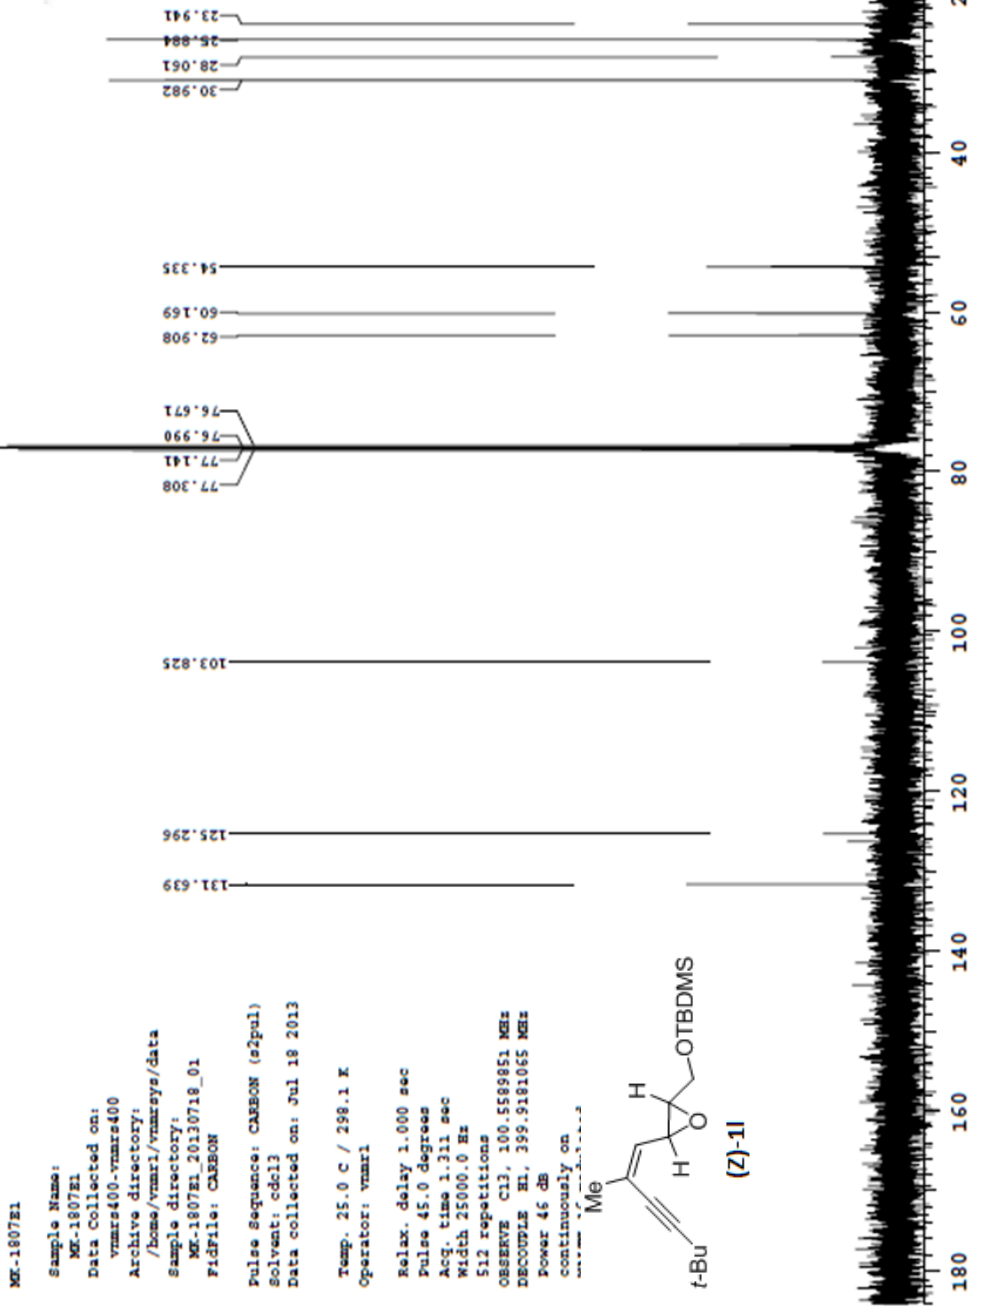 MK-1807E1
Sample Name:
MK-1807E1
Data Collected on:
vnmrs400-vnmrs400
Archive directory:
/home/vnmr1/vnmrsys/data
Sample directory:
MK-1807E1_20130718_01
FidFile: CARBON
Pulse Sequence: CARBON (s2pul)
Solvent: cdcl3
Data collected on: Jul 18 2013
Temp. 25.0 C / 298.1 K
Operator: vnmr1
Relax. delay 1.000 sec
Pulse 45.0 degrees
Acq. time 1.311 sec
Width 25000.0 Hz
512 repetitions
OBSERVE C13, 100.5589851 MHz
DECOUPLE H1, 399.9181065 MHz
Power 46 dB
continuously on
Me
H
OTBDMS
O
H
t-Bu
(Z)-1l
131.639
125.296
103.825
77.308
77.141
76.990
76.671
62.908
60.169
54.335
30.982
28.061
25.884
23.941
180 160 140 120 100 80 60 40